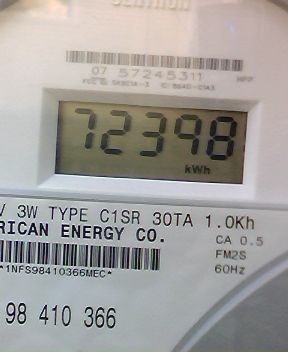 07 57245311
72398
kWh
V 3W TYPE C1SR 30TA 1.0Kh
RICAN ENERGY CO.
CA 0.5
FM2S
60Hz
*1NFS98410366MEC*
98 410 366